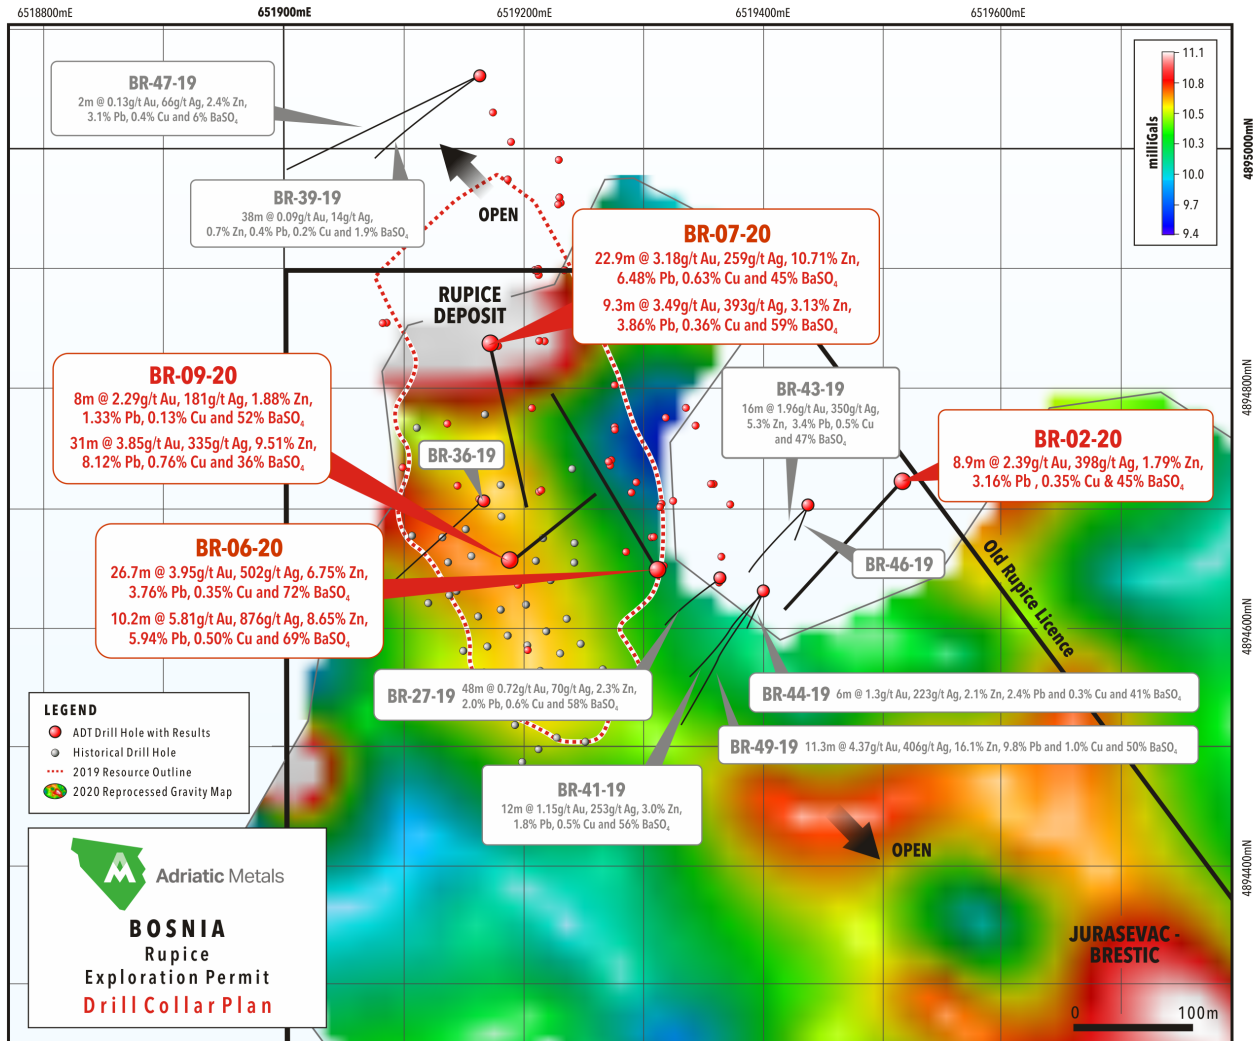 6518800mE
651900mE
6519200mE
6519400mE
6519600mE
BR-47-19
2m @ 0.13g/t Au, 66g/t Ag, 2.4% Zn,
3.1% Pb, 0.4% Cu and 6% BaSO₄
11.1
10.8
10.5
10.3
10.0
9.7
9.4
milliGals
4895000mN
BR-39-19
38m @ 0.09g/t Au, 14g/t Ag,
0.7% Zn, 0.4% Pb, 0.2% Cu and 1.9% BaSO₄
OPEN
BR-07-20
22.9m @ 3.18g/t Au, 259g/t Ag, 10.71% Zn,
6.48% Pb, 0.63% Cu and 45% BaSO₄
9.3m @ 3.49g/t Au, 393g/t Ag, 3.13% Zn,
3.86% Pb, 0.36% Cu and 59% BaSO₄
RUPICE
DEPOSIT
BR-09-20
8m @ 2.29g/t Au, 181g/t Ag, 1.88% Zn,
1.33% Pb, 0.13% Cu and 52% BaSO₄
31m @ 3.85g/t Au, 335g/t Ag, 9.51% Zn,
8.12% Pb, 0.76% Cu and 36% BaSO₄
BR-43-19
16m @ 1.96g/t Au, 350g/t Ag,
5.3% Zn, 3.4% Pb, 0.5% Cu
and 47% BaSO₄
4894800mN
BR-02-20
8.9m @ 2.39g/t Au, 398g/t Ag, 1.79% Zn,
3.16% Pb , 0.35% Cu & 45% BaSO₄
BR-36-19
BR-06-20
26.7m @ 3.95g/t Au, 502g/t Ag, 6.75% Zn,
3.76% Pb, 0.35% Cu and 72% BaSO₄
10.2m @ 5.81g/t Au, 876g/t Ag, 8.65% Zn,
5.94% Pb, 0.50% Cu and 69% BaSO₄
BR-46-19
Old Rupice Licence
4894600mN
BR-27-19
48m @ 0.72g/t Au, 70g/t Ag, 2.3% Zn,
2.0% Pb, 0.6% Cu and 58% BaSO₄
BR-44-19 6m @ 1.3g/t Au, 223g/t Ag, 2.1% Zn, 2.4% Pb and 0.3% Cu and 41% BaSO₄
BR-49-19 11.3m @ 4.37g/t Au, 406g/t Ag, 16.1% Zn, 9.8% Pb and 1.0% Cu and 50% BaSO₄
BR-41-19
12m @ 1.15g/t Au, 253g/t Ag, 3.0% Zn,
1.8% Pb, 0.5% Cu and 56% BaSO₄
LEGEND
ADT Drill Hole with Results
Historical Drill Hole
2019 Resource Outline
2020 Reprocessed Gravity Map
OPEN
4894400mN
Adriatic Metals
BOSNIA
Rupice
Exploration Permit
Drill Collar Plan
JURASEVAC -
BRESTIC
0 100m